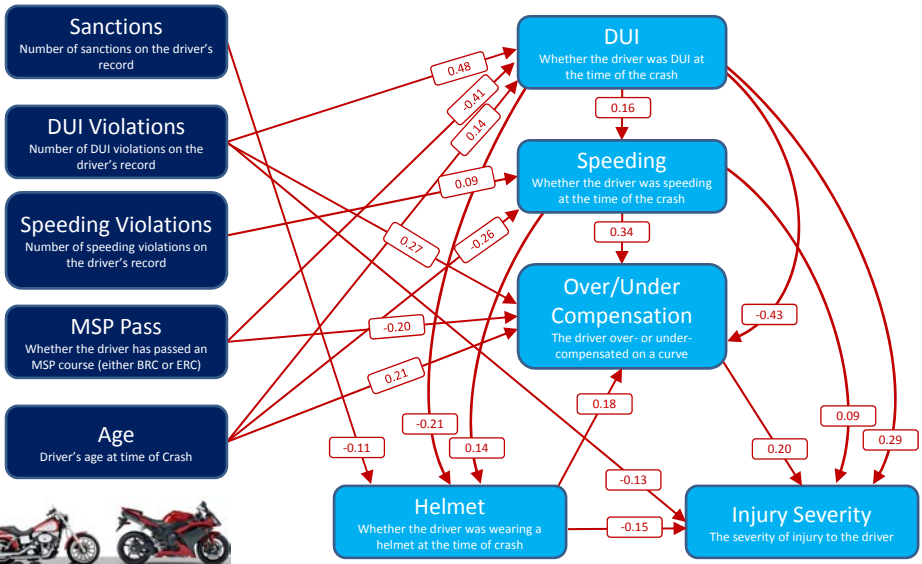 Sanctions
Number of sanctions on the driver's
record
DUI Violations
Number of DUI violations on the
driver's record
Speeding Violations
Number of speeding violations on
the driver's record
MSP Pass
Whether the driver has passed an
MSP course (either BRC or ERC)
Age
Driver's age at time of Crash
DUI
Whether the driver was DUI at
the time of the crash
Speeding
Whether the driver was speeding
at the time of the crash
Over/Under
Compensation
The driver over- or under-
compensated on a curve
Helmet
Whether the driver was wearing a
helmet at the time of crash
Injury Severity
The severity of injury to the driver
0.48
-0.41
0.14
0.16
0.09
-0.26
0.34
0.27
-0.20
0.21
-0.43
0.18
-0.11
-0.21
0.14
0.09
0.29
0.20
-0.13
-0.15